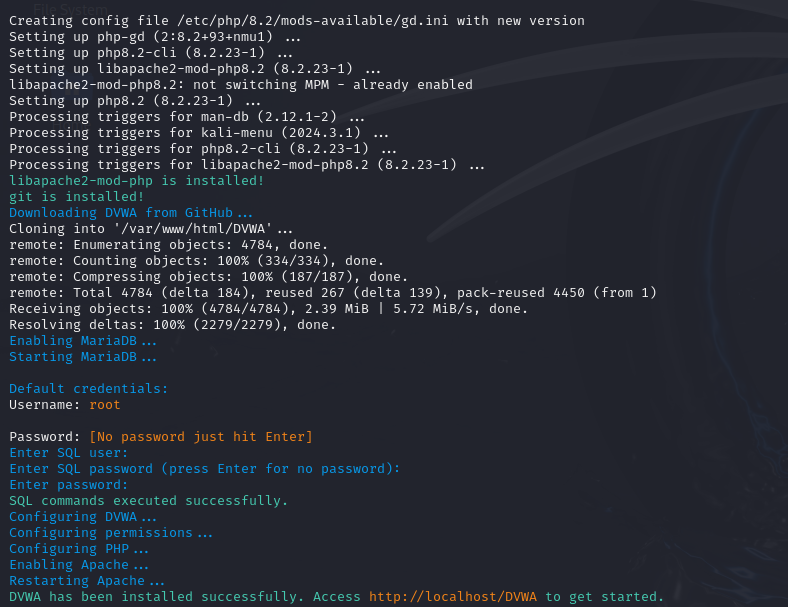 File System
Creating config file /etc/php/8.2/mods-available/gd.ini with new version
Setting up php-gd (2:8.2+93+nmu1) ...
Setting up php8.2-cli (8.2.23-1) ...
Setting up libapache2-mod-php8.2 (8.2.23-1) ...
libapache2-mod-php8.2: not switching MPM - already enabled
Setting up php8.2 (8.2.23-1) ...
Processing triggers for man-db (2.12.1-2) ...
Processing triggers for kali-menu (2024.3.1) ...
Processing triggers for php8.2-cli (8.2.23-1) ...
Processing triggers for libapache2-mod-php8.2 (8.2.23-1) ...
libapache2-mod-php is installed!
git is installed!
Downloading DVWA from GitHub...
Cloning into '/var/www/html/DVWA'...
remote: Enumerating objects: 4784, done.
remote: Counting objects: 100% (334/334), done.
remote: Compressing objects: 100% (187/187), done.
remote: Total 4784 (delta 184), reused 267 (delta 139), pack-reused 4450 (from 1)
Receiving objects: 100% (4784/4784), 2.39 MiB | 5.72 MiB/s, done.
Resolving deltas: 100% (2279/2279), done.
Enabling MariaDB...
Starting MariaDB...
Default credentials:
Username: root
Password: [No password just hit Enter]
Enter SQL user:
Enter SQL password (press Enter for no password):
Enter password:
SQL commands executed successfully.
Configuring DVWA...
Configuring permissions...
Configuring PHP...
Enabling Apache...
Restarting Apache...
DVWA has been installed successfully. Access http://localhost/DVWA to get started.